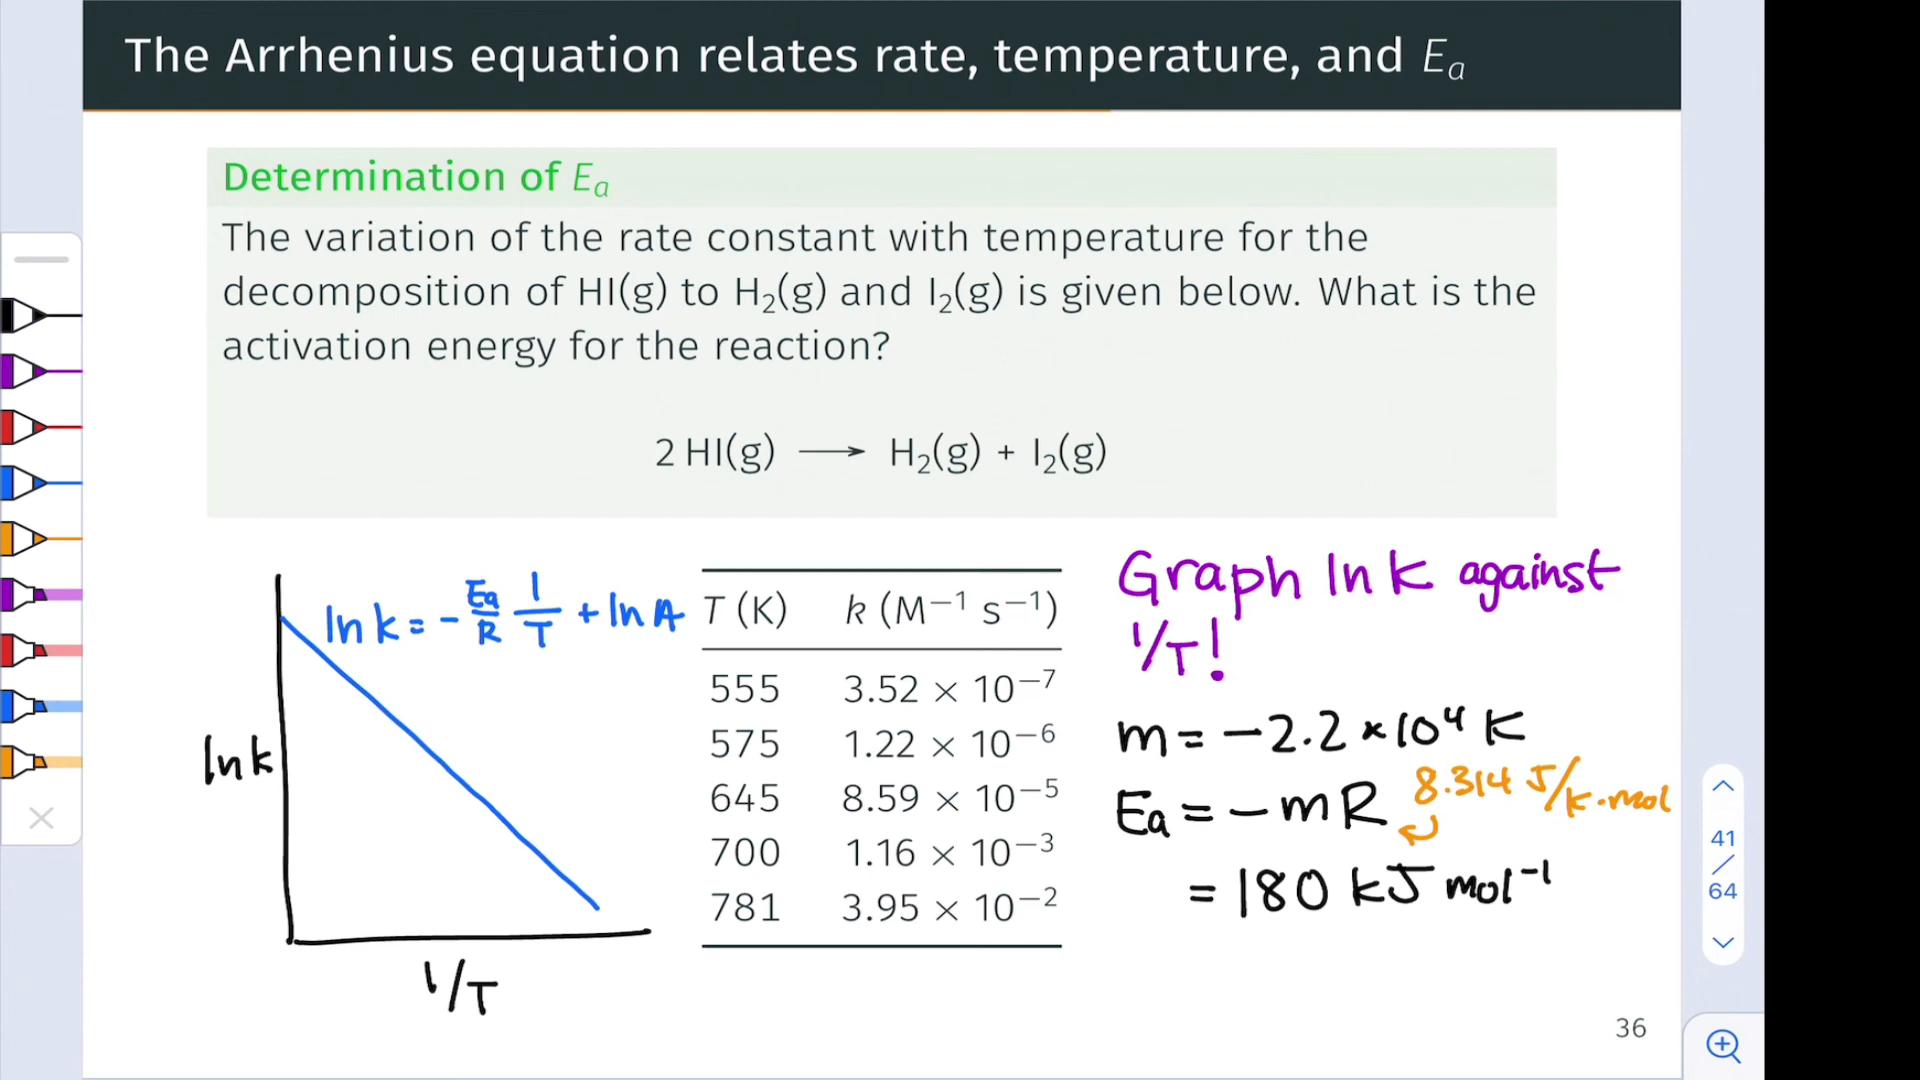 The Arrhenius equation relates rate, temperature, and Eₐ
Determination of Eₐ
The variation of the rate constant with temperature for the
decomposition of HI(g) to H₂(g) and I₂(g) is given below. What is the
activation energy for the reaction?
2 HI(g) ⟶ H₂(g) + I₂(g)
ln k = - Ea/R 1/T + ln A
ln k
1/T
T (K) k (M⁻¹ s⁻¹)
555 3.52 × 10⁻⁷
575 1.22 × 10⁻⁶
645 8.59 × 10⁻⁵
700 1.16 × 10⁻³
781 3.95 × 10⁻²
Graph ln k against
1/T!
m = -2.2 × 10⁴ K
Ea = -mR 8.314 J/K·mol
= 180 kJ mol⁻¹
41
/
64
36